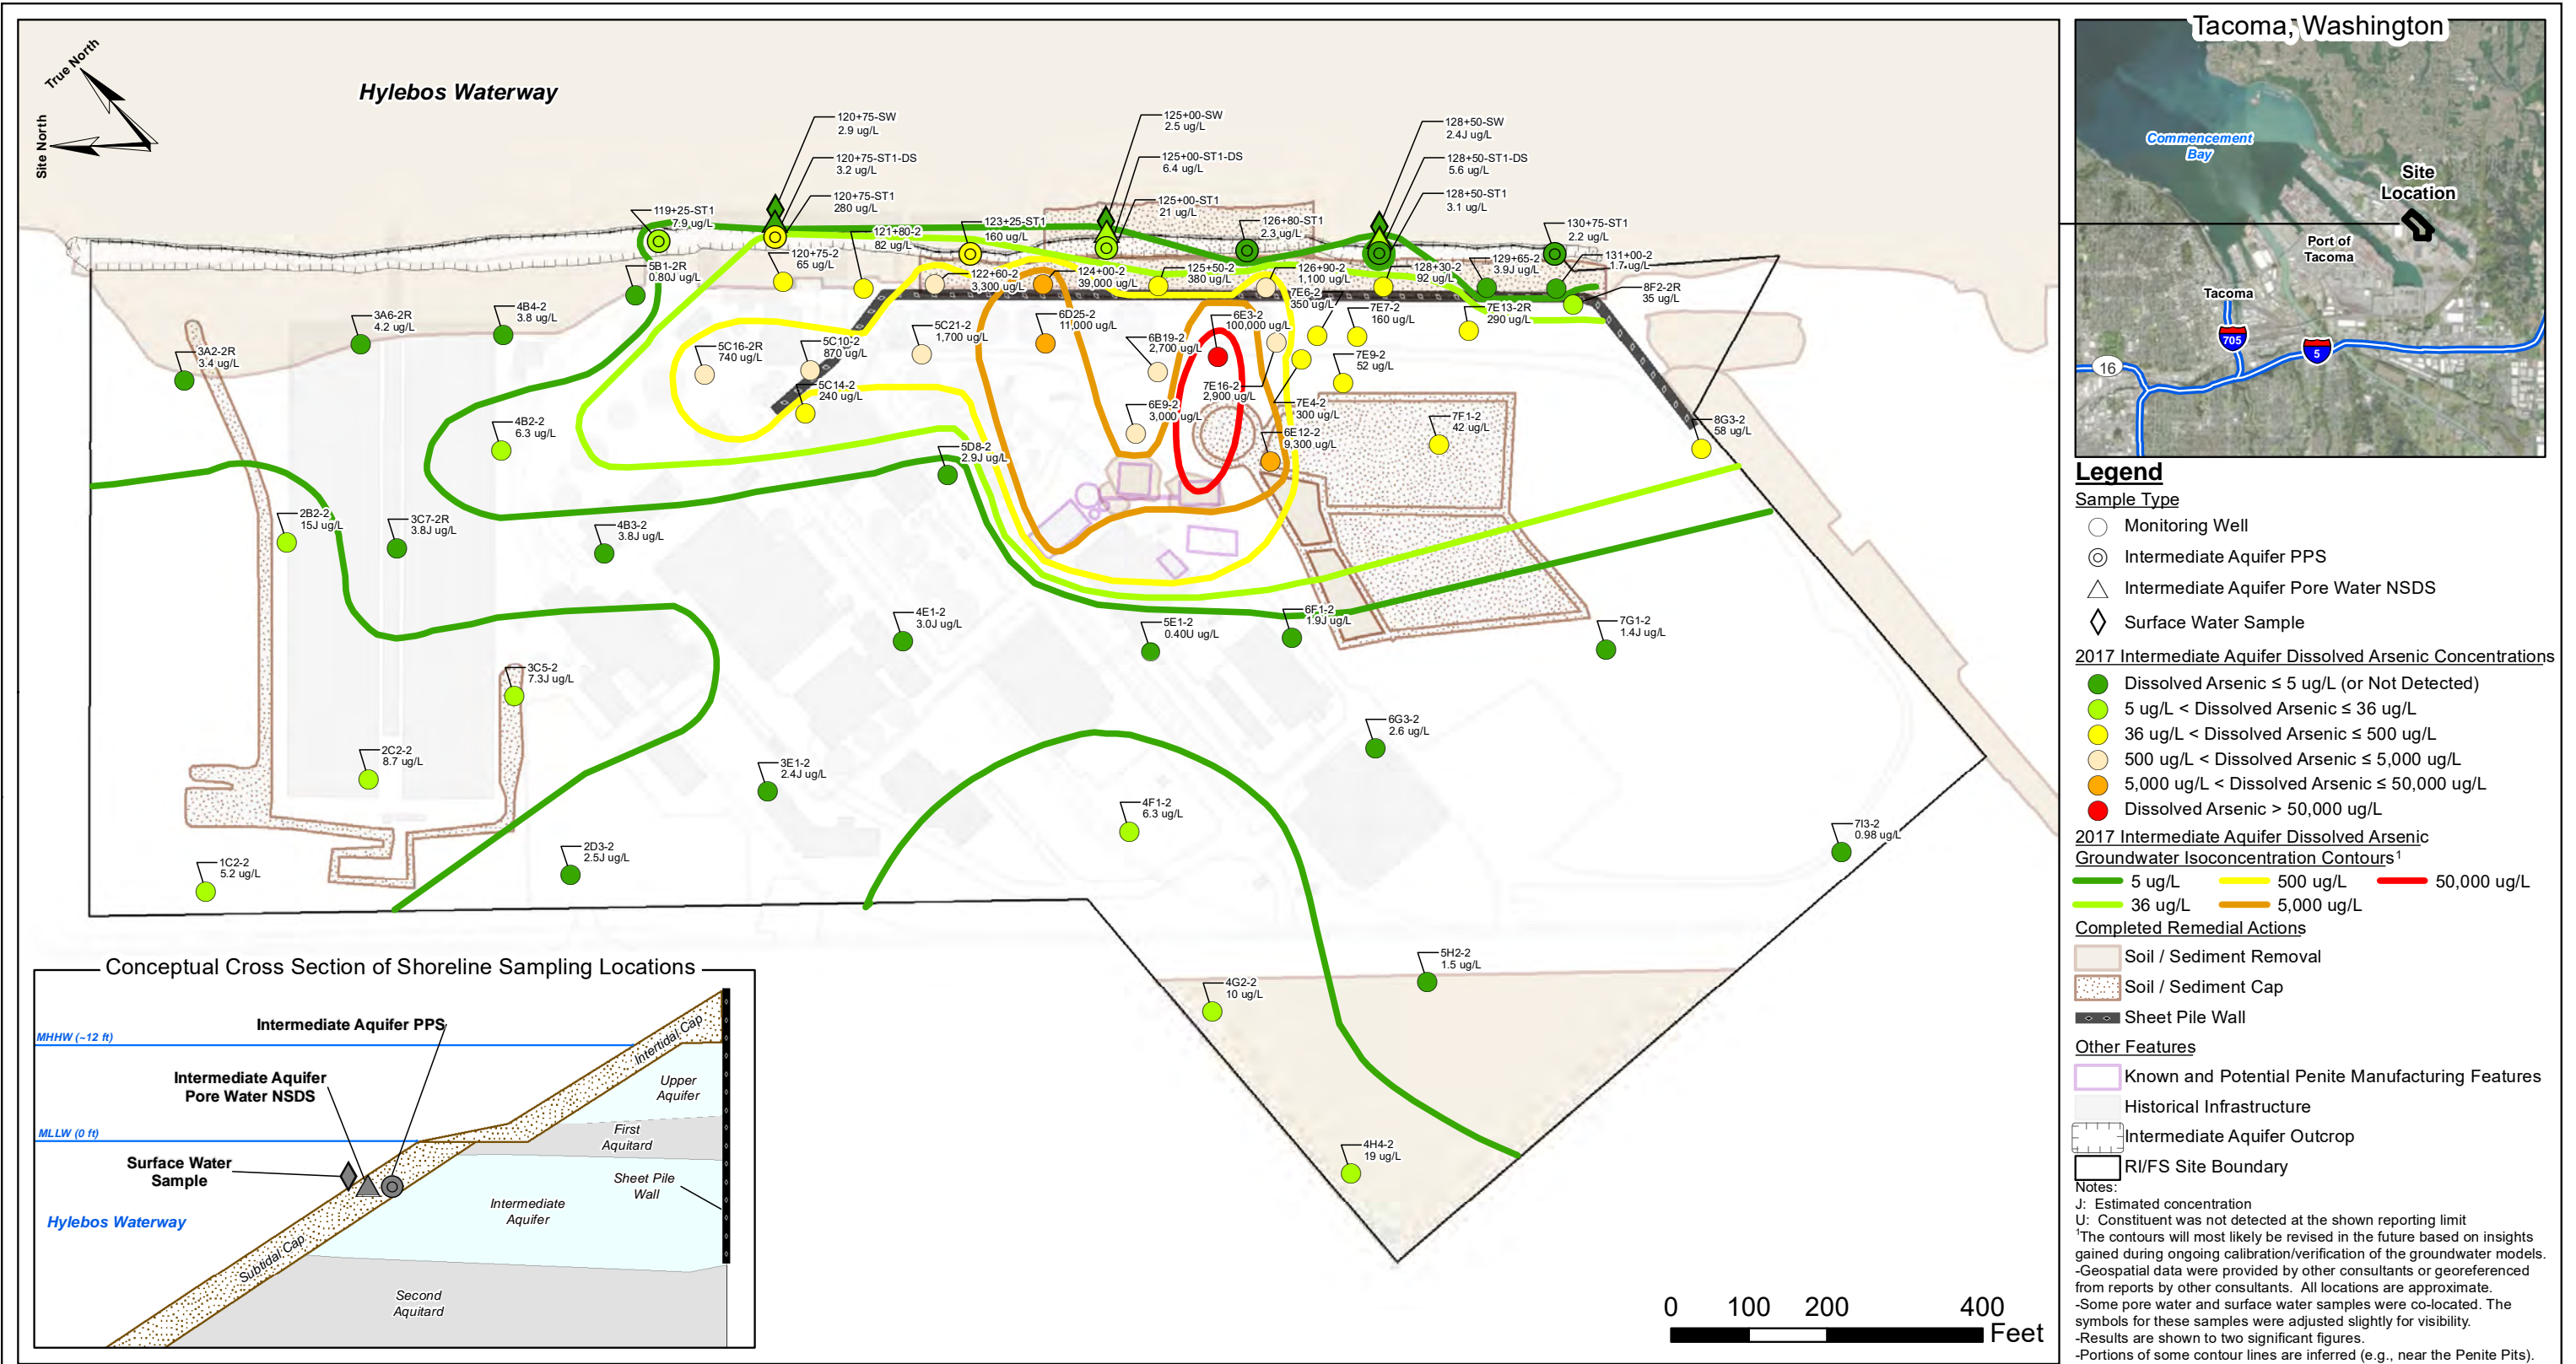 True North
Site North
Hylebos Waterway
120+75-SW
2.9 ug/L
120+75-ST1-DS
3.2 ug/L
120+75-ST1
280 ug/L
125+00-SW
2.5 ug/L
125+00-ST1-DS
6.4 ug/L
125+00-ST1
21 ug/L
128+50-SW
2.4J ug/L
128+50-ST1-DS
5.6 ug/L
128+50-ST1
3.1 ug/L
119+25-ST1
7.9 ug/L
121+80-2
82 ug/L
123+25-ST1
160 ug/L
126+80-ST1
2.3 ug/L
130+75-ST1
2.2 ug/L
120+75-2
65 ug/L
5B1-2R
0.80J ug/L
122+60-2
3,300 ug/L
124+00-2
39,000 ug/L
125+50-2
380 ug/L
126+90-2
1,100 ug/L
128+30-2
92 ug/L
129+65-2
3.9J ug/L
131+00-2
1.7 ug/L
8F2-2R
35 ug/L
7E6-2
350 ug/L
7E7-2
160 ug/L
7E13-2R
290 ug/L
3A2-2R
3.4 ug/L
3A6-2R
4.2 ug/L
4B4-2
3.8 ug/L
5C16-2R
740 ug/L
5C10-2
870 ug/L
5C21-2
1,700 ug/L
6D25-2
11,000 ug/L
6B19-2
2,700 ug/L
6E3-2
100,000 ug/L
7E9-2
52 ug/L
5C14-2
240 ug/L
7E16-2
2,900 ug/L
6E9-2
3,000 ug/L
7E4-2
300 ug/L
6E12-2
9,300 ug/L
7F1-2
42 ug/L
8G3-2
58 ug/L
4B2-2
6.3 ug/L
5D8-2
2.9J ug/L
2B2-2
15J ug/L
3C7-2R
3.8J ug/L
4B3-2
3.8J ug/L
4E1-2
3.0J ug/L
5E1-2
0.40U ug/L
6F1-2
1.9J ug/L
7G1-2
1.4J ug/L
3C5-2
7.3J ug/L
2C2-2
8.7 ug/L
3E1-2
2.4J ug/L
6G3-2
2.6 ug/L
4F1-2
6.3 ug/L
7I3-2
0.98 ug/L
1C2-2
5.2 ug/L
2D3-2
2.5J ug/L
4G2-2
10 ug/L
5H2-2
1.5 ug/L
4H4-2
19 ug/L
Conceptual Cross Section of Shoreline Sampling Locations
Intermediate Aquifer PPS
MHHW (~12 ft)
Intermediate Aquifer
Pore Water NSDS
MLLW (0 ft)
Surface Water
Sample
Hylebos Waterway
Intertidal Cap
Upper
Aquifer
First
Aquitard
Sheet Pile
Wall
Intermediate
Aquifer
Subtidal Cap
Second
Aquitard
0 100 200 400
Feet
Tacoma, Washington
Commencement
Bay
Site
Location
Port of
Tacoma
Tacoma
705
5
16
Legend
Sample Type
Monitoring Well
Intermediate Aquifer PPS
Intermediate Aquifer Pore Water NSDS
Surface Water Sample
2017 Intermediate Aquifer Dissolved Arsenic Concentrations
Dissolved Arsenic ≤ 5 ug/L (or Not Detected)
5 ug/L < Dissolved Arsenic ≤ 36 ug/L
36 ug/L < Dissolved Arsenic ≤ 500 ug/L
500 ug/L < Dissolved Arsenic ≤ 5,000 ug/L
5,000 ug/L < Dissolved Arsenic ≤ 50,000 ug/L
Dissolved Arsenic > 50,000 ug/L
2017 Intermediate Aquifer Dissolved Arsenic
Groundwater Isoconcentration Contours¹
5 ug/L 500 ug/L 50,000 ug/L
36 ug/L 5,000 ug/L
Completed Remedial Actions
Soil / Sediment Removal
Soil / Sediment Cap
Sheet Pile Wall
Other Features
Known and Potential Penite Manufacturing Features
Historical Infrastructure
Intermediate Aquifer Outcrop
RI/FS Site Boundary
Notes:
J: Estimated concentration
U: Constituent was not detected at the shown reporting limit
¹The contours will most likely be revised in the future based on insights
gained during ongoing calibration/verification of the groundwater models.
-Geospatial data were provided by other consultants or georeferenced
from reports by other consultants. All locations are approximate.
-Some pore water and surface water samples were co-located. The
symbols for these samples were adjusted slightly for visibility.
-Results are shown to two significant figures.
-Portions of some contour lines are inferred (e.g., near the Penite Pits).